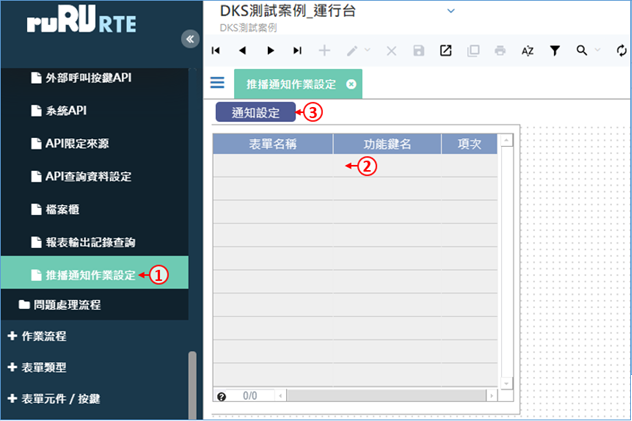 ruRU RTE
外部呼叫按鍵API
系統API
API限定來源
API查詢資料設定
檔案櫃
報表輸出記錄查詢
推播通知作業設定 ①
問題處理流程
作業流程
表單類型
表單元件 / 按鍵
DKS測試案例_運行台
DKS測試案例
推播通知作業設定
通知設定 ③
表單名稱 功能鍵名 項次
②
0/0